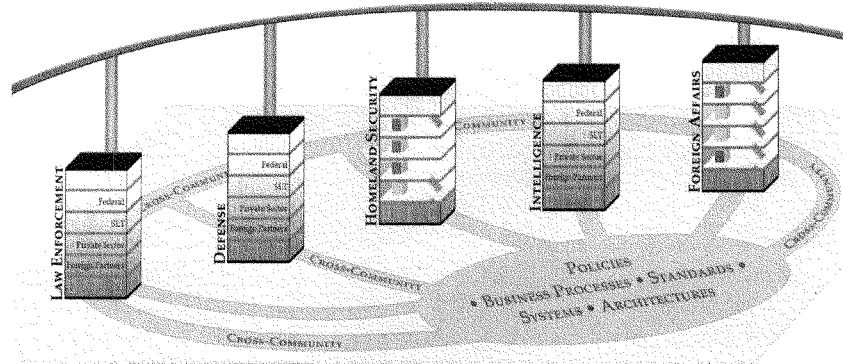 LAW ENFORCEMENT
Federal
SLT
Private Sector
Foreign Partners
DEFENSE
Federal
SLT
Private Sector
Foreign Partners
HOMELAND SECURITY
INTELLIGENCE
Federal
SLT
Private Sector
Foreign Partners
FOREIGN AFFAIRS
CROSS-COMMUNITY
COMMUNITY
CROSS-COMMUNITY
CROSS-COMMUNITY
CROSS-COMMUNITY
POLICIES
• BUSINESS PROCESSES • STANDARDS •
SYSTEMS • ARCHITECTURES